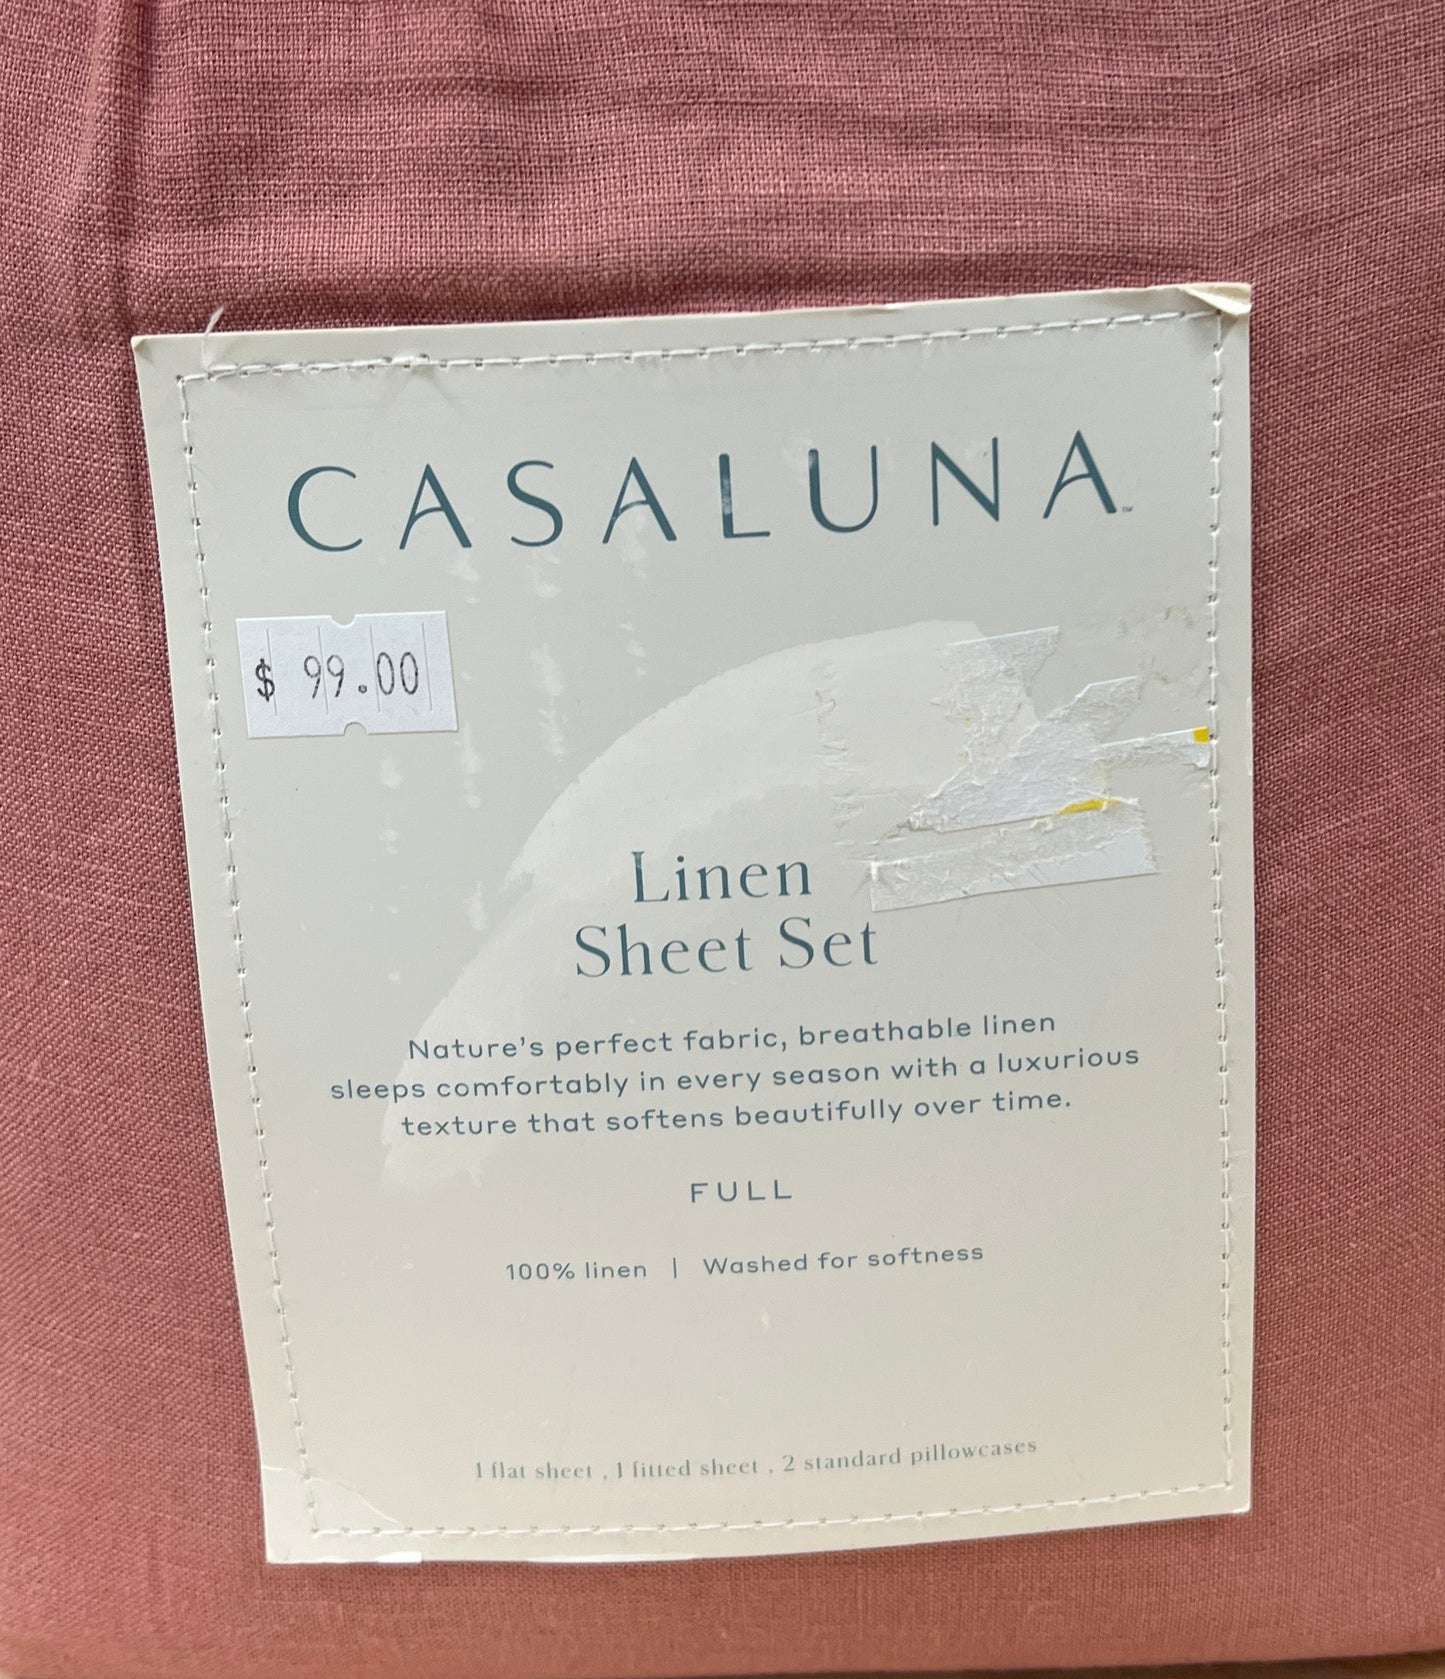 CASALUNA™
$ 99.00
Linen
Sheet Set
Nature's perfect fabric, breathable linen
sleeps comfortably in every season with a luxurious
texture that softens beautifully over time.
FULL
100% linen | Washed for softness
1 flat sheet , 1 fitted sheet , 2 standard pillowcases